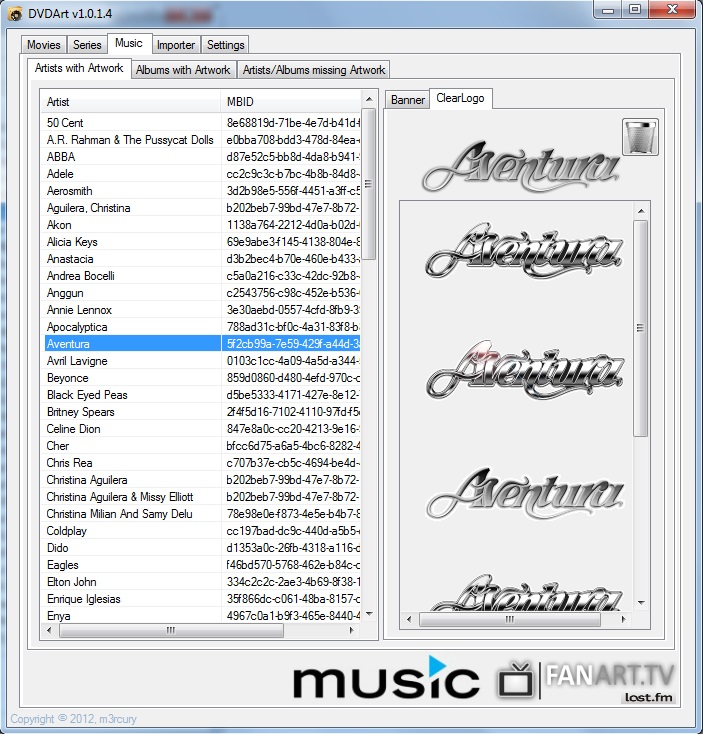 DVDArt v1.0.1.4
Movies Series Music Importer Settings
Artists with Artwork Albums with Artwork Artists/Albums missing Artwork
Artist MBID
Banner ClearLogo
50 Cent 8e68819d-71be-4e7d-b41d-
A.R. Rahman & The Pussycat Dolls e0bba708-bdd3-478d-84ea-
ABBA d87e52c5-bb8d-4da8-b941-
Adele cc2c9c3c-b7bc-4b8b-84d8-
Aerosmith 3d2b98e5-556f-4451-a3ff-c5
Aguilera, Christina b202beb7-99bd-47e7-8b72-
Akon 1138a764-2212-4d0a-b02d-
Alicia Keys 69e9abe3-f145-4138-804e-8
Anastacia d3b2bec4-b70e-460e-b433-
Andrea Bocelli c5a0a216-c33c-42dc-92b8-
Anggun c2543756-c98c-452e-b536-
Annie Lennox 3e30aebd-0557-4cfd-8fb9-3
Apocalyptica 788ad31c-bf0c-4a31-83f8-b
Aventura 5f2cb99a-7e59-429f-a44d-3
Avril Lavigne 0103c1cc-4a09-4a5d-a344-
Beyonce 859d0860-d480-4efd-970c-c
Black Eyed Peas d5be5333-4171-427e-8e12-
Britney Spears 2f4f5d16-7102-4110-97fd-f5
Celine Dion 847e8a0c-cc20-4213-9e16-
Cher bfcc6d75-a6a5-4bc6-8282-4
Chris Rea c707b37e-cb5c-4694-be4d-
Christina Aguilera b202beb7-99bd-47e7-8b72-
Christina Aguilera & Missy Elliott b202beb7-99bd-47e7-8b72-
Christina Milian And Samy Delu 78e98e0e-f873-4e5e-b4b7-8
Coldplay cc197bad-dc9c-440d-a5b5-
Dido d1353a0c-26fb-4318-a116-d
Eagles f46bd570-5768-462e-b84c-c
Elton John 334c2c2c-2ae3-4b69-8f38-1
Enrique Iglesias 35f866dc-c061-48ba-8157-c
Enya 4967c0a1-b9f3-465e-8440-4
Aventura
Aventura
Aventura
Aventura
Aventura
music FANART.TV
last.fm
Copyright © 2012, m3rcury